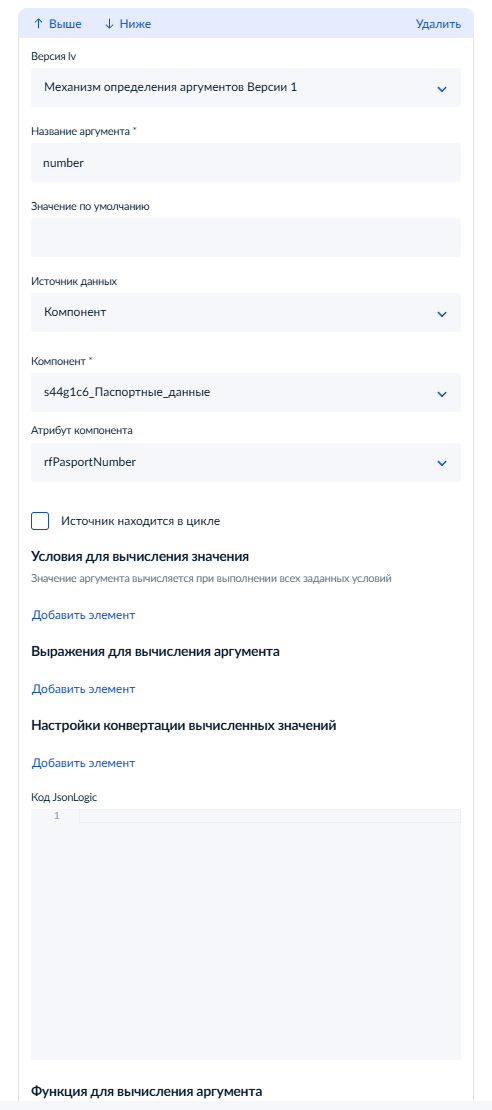 ↑ Выше ↓ Ниже Удалить
Версия lv
Механизм определения аргументов Версии 1
Название аргумента *
number
Значение по умолчанию
Источник данных
Компонент
Компонент *
s44g1c6_Паспортные_данные
Атрибут компонента
rfPasportNumber
Источник находится в цикле
Условия для вычисления значения
Значение аргумента вычисляется при выполнении всех заданных условий
Добавить элемент
Выражения для вычисления аргумента
Добавить элемент
Настройки конвертации вычисленных значений
Добавить элемент
Код JsonLogic
1
Функция для вычисления аргумента